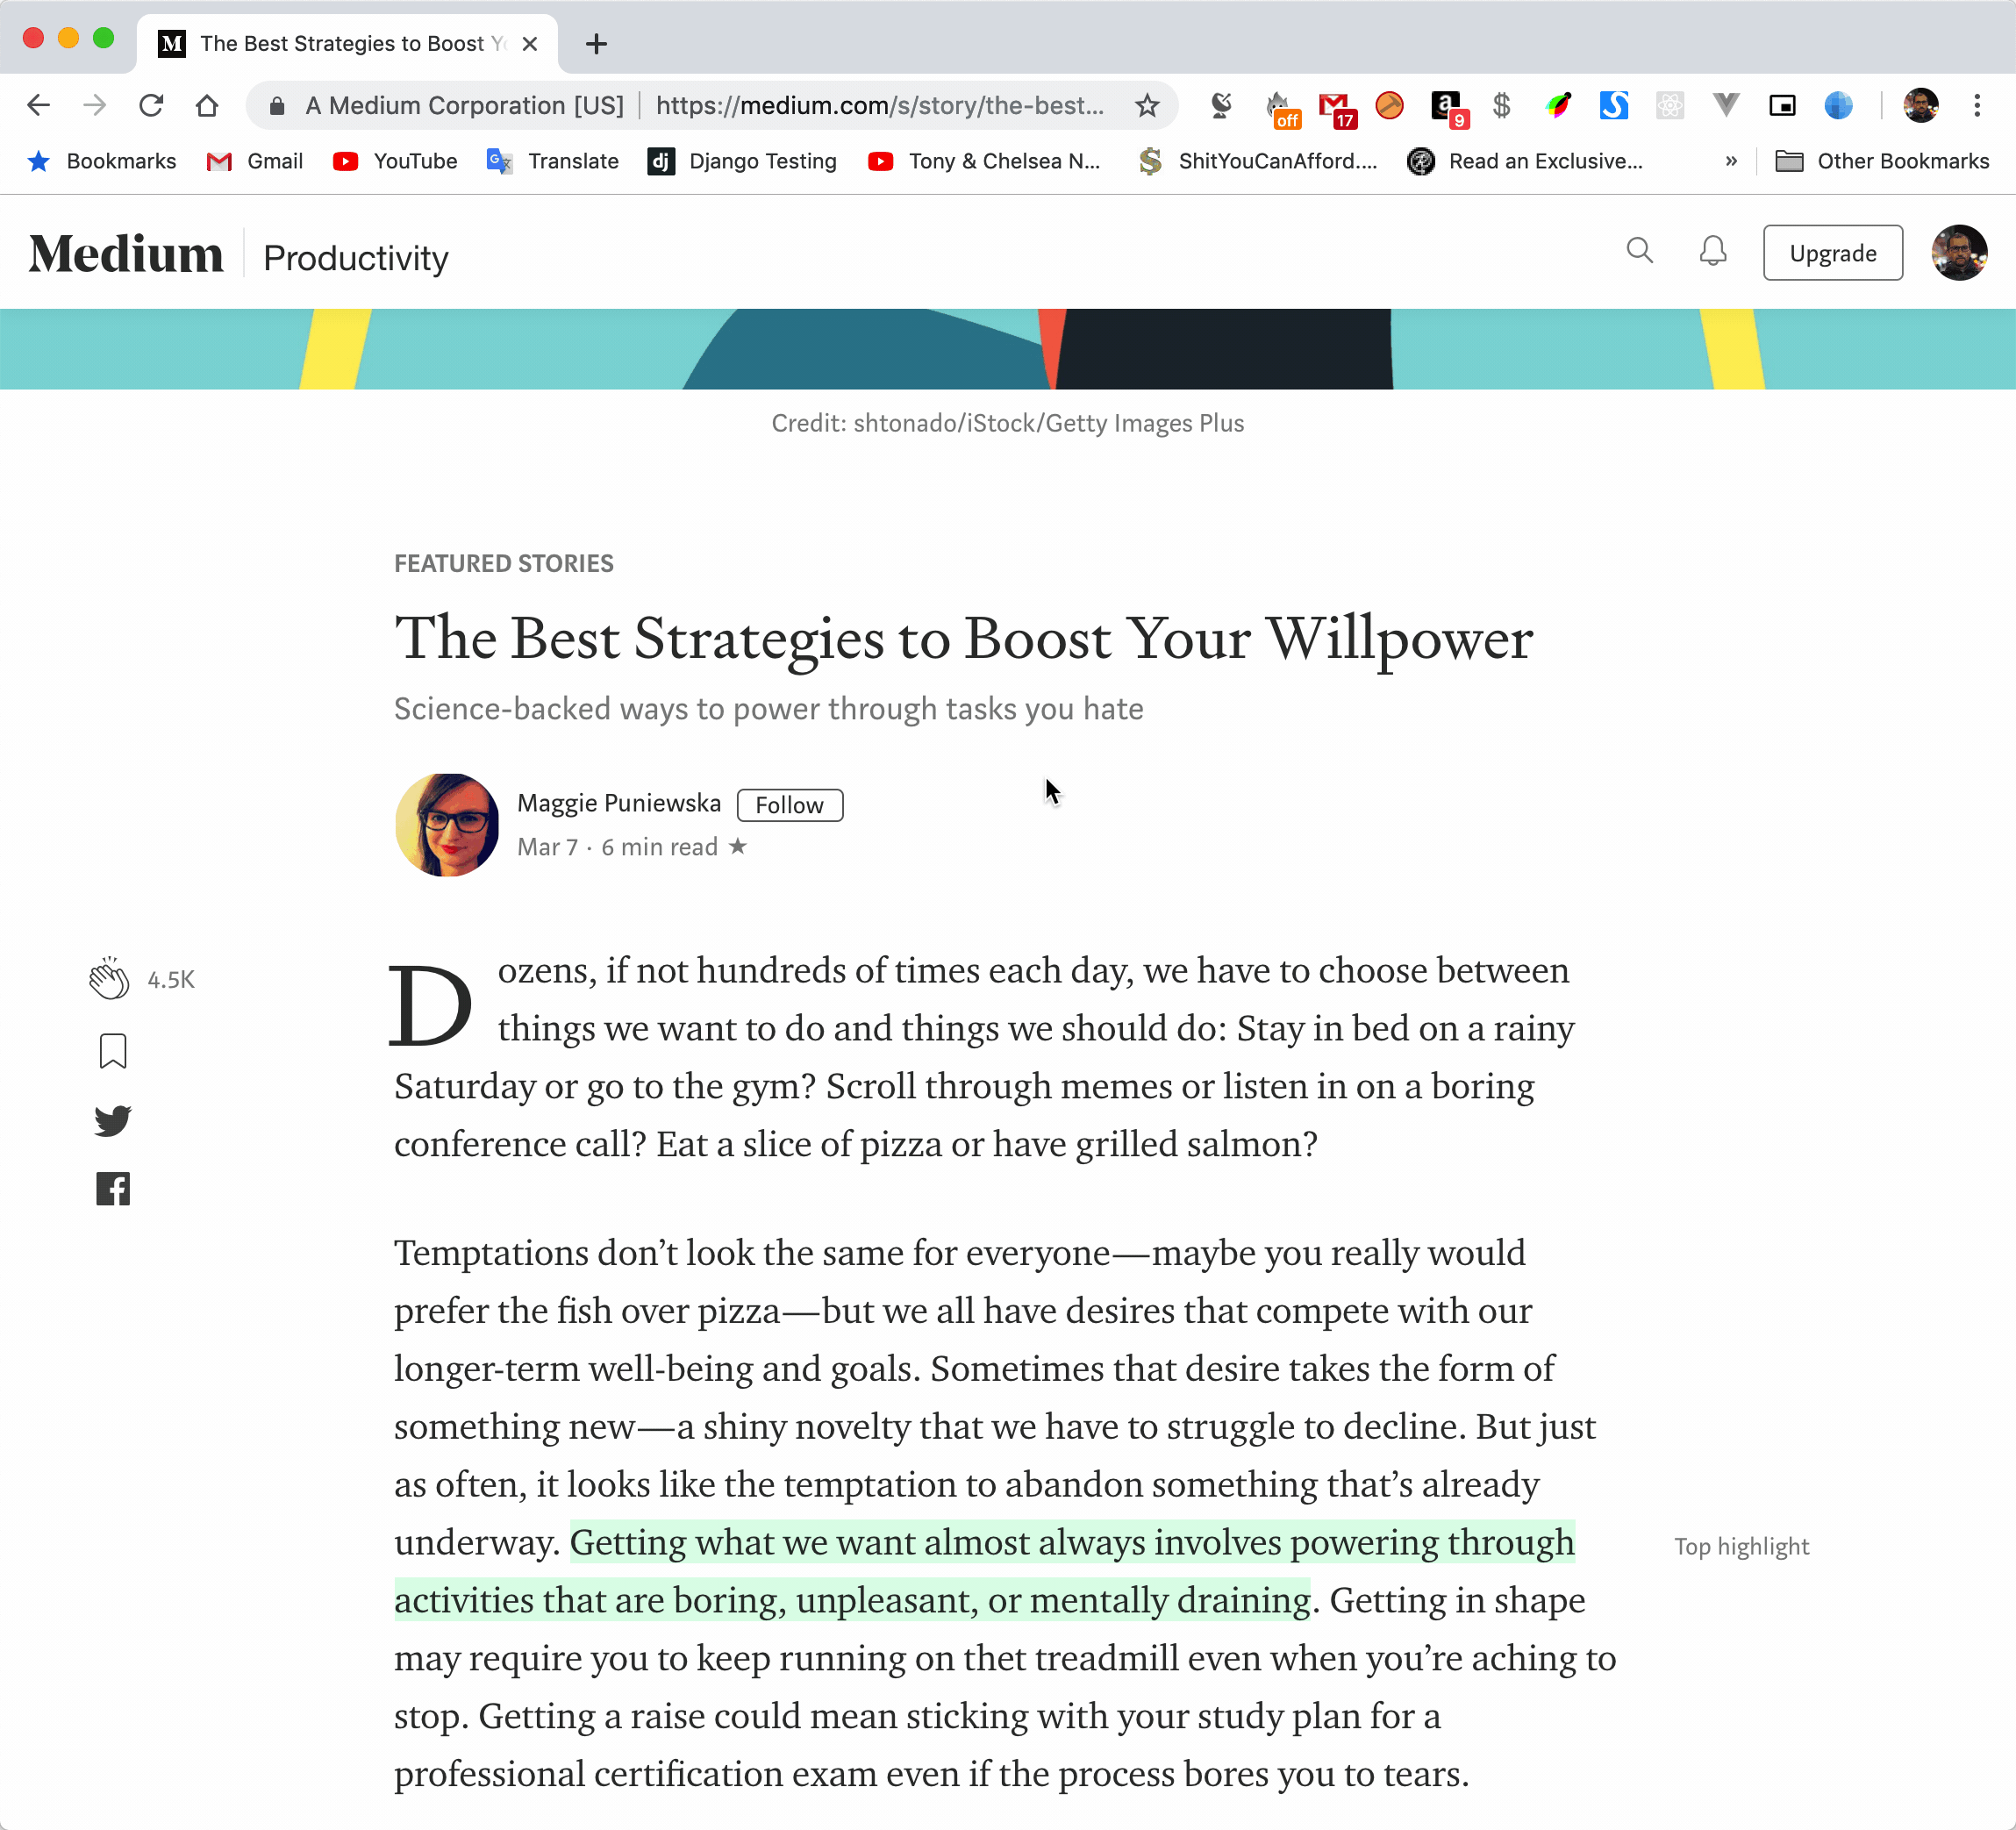 The Best Strategies to Boost Yo
A Medium Corporation [US] https://medium.com/s/story/the-best...
off
17
9
Bookmarks Gmail YouTube Translate Django Testing Tony & Chelsea N... ShitYouCanAfford.... Read an Exclusive... » Other Bookmarks
Medium Productivity Upgrade
Credit: shtonado/iStock/Getty Images Plus
FEATURED STORIES
The Best Strategies to Boost Your Willpower
Science-backed ways to power through tasks you hate
Maggie Puniewska Follow
Mar 7 · 6 min read ★
4.5K
Dozens, if not hundreds of times each day, we have to choose between
things we want to do and things we should do: Stay in bed on a rainy
Saturday or go to the gym? Scroll through memes or listen in on a boring
conference call? Eat a slice of pizza or have grilled salmon?
Temptations don’t look the same for everyone — maybe you really would
prefer the fish over pizza — but we all have desires that compete with our
longer-term well-being and goals. Sometimes that desire takes the form of
something new — a shiny novelty that we have to struggle to decline. But just
as often, it looks like the temptation to abandon something that’s already
underway. Getting what we want almost always involves powering through
Top highlight
activities that are boring, unpleasant, or mentally draining. Getting in shape
may require you to keep running on thet treadmill even when you’re aching to
stop. Getting a raise could mean sticking with your study plan for a
professional certification exam even if the process bores you to tears.